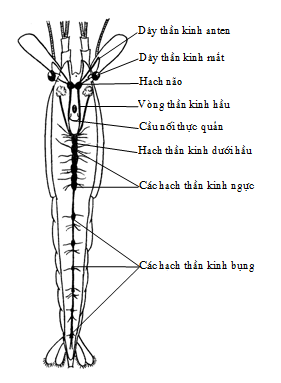 Dây thần kinh anten
Dây thần kinh mắt
Hạch não
Vòng thần kinh hầu
Cầu nối thực quản
Hạch thần kinh dưới hầu
Các hạch thần kinh ngực
Các hạch thần kinh bụng